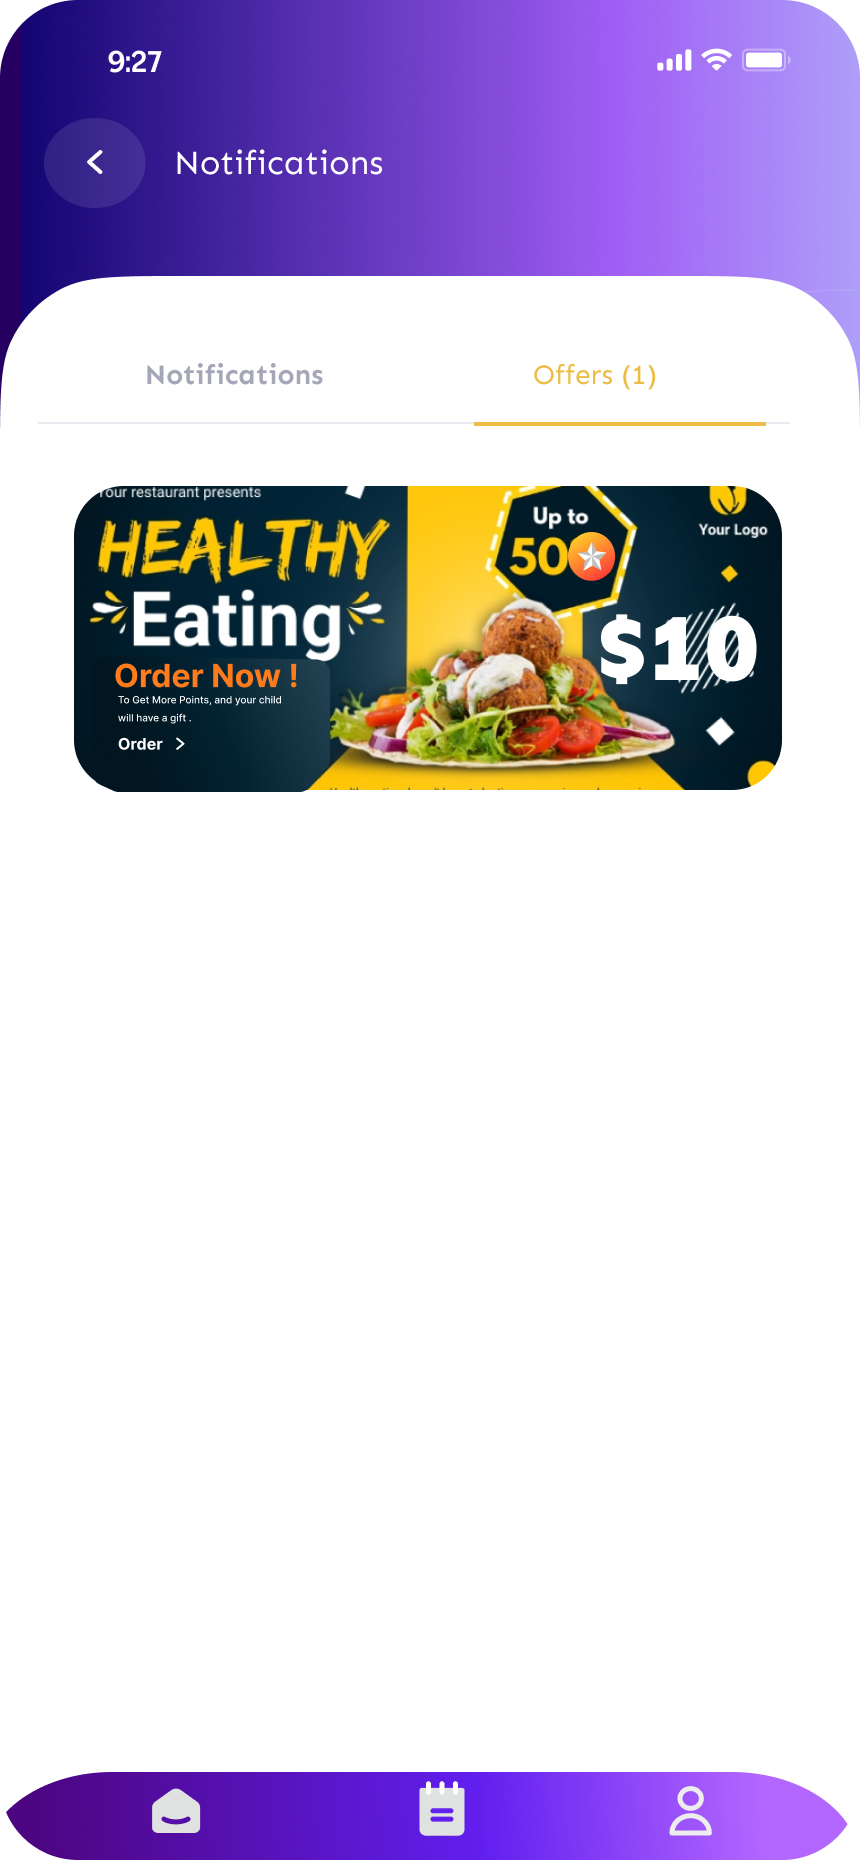 9:27
Notifications
Notifications
Offers (1)
Your restaurant presents
HEALTHY
Eating
Order Now !
To Get More Points, and your child
will have a gift .
Order
Up to
50
Your Logo
$10